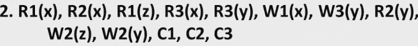 2. R1(x), R2(x), R1(z), R3(x), R3(y), W1(x), W3(y), R2(y),
W2(z), W2(y), C1, C2, C3